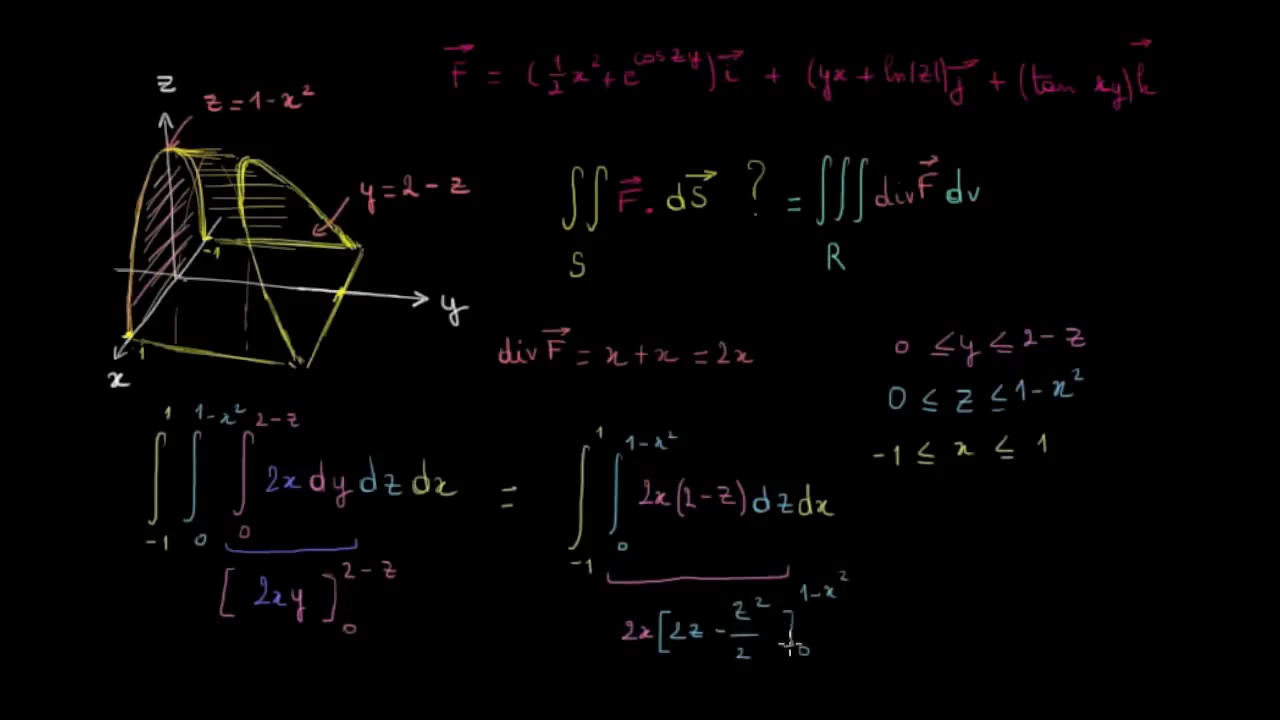 F⃗ = (1/2 x² + e^cos zy) i⃗ + (yx + ln|z|) j⃗ + (tan xy) k⃗
z
z = 1 - x²
y = 2 - z
-1
y
1
x
∬ F⃗ . dS⃗ ? = ∭ div F⃗ dv
S R
div F⃗ = x + x = 2x
0 ≤ y ≤ 2 - z
0 ≤ z ≤ 1 - x²
-1 ≤ x ≤ 1
∫_{-1}^{1} ∫_{0}^{1-x²} ∫_{0}^{2-z} 2x dy dz dx = ∫_{-1}^{1} ∫_{0}^{1-x²} 2x(2-z) dz dx
[2xy]_{0}^{2-z}
2x[2z - z²/2]_{0}^{1-x²}